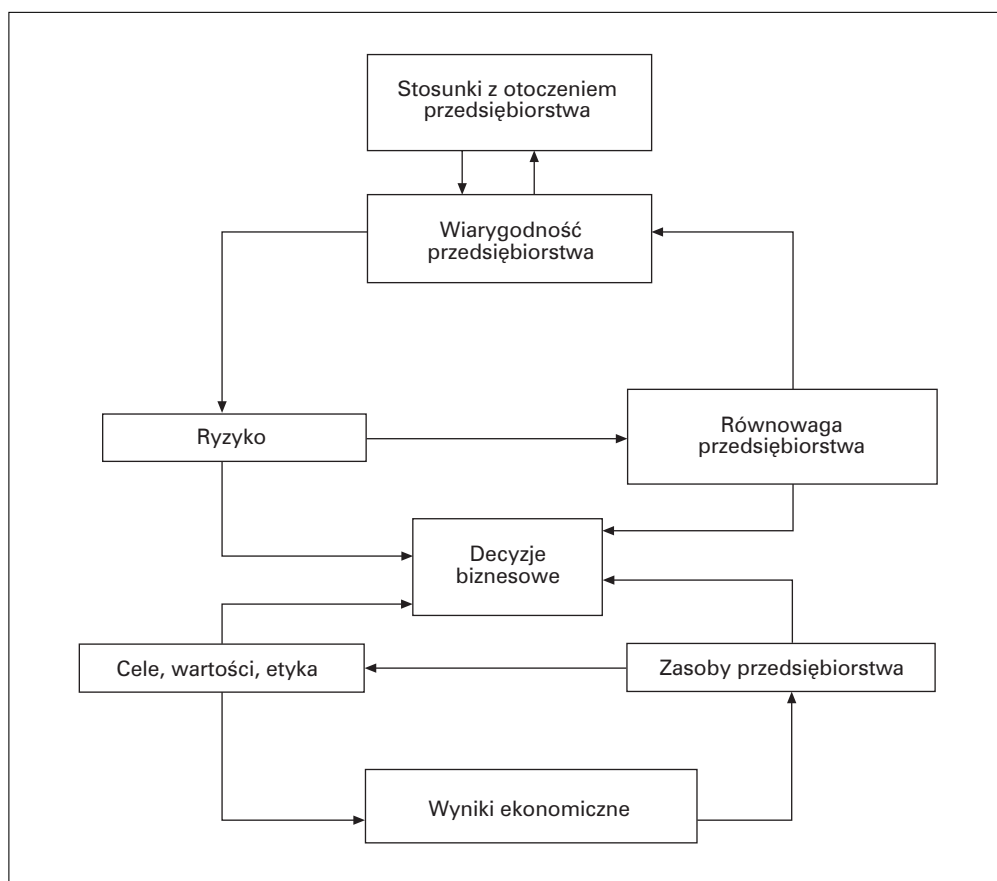 Stosunki z otoczeniem
przedsiębiorstwa
Wiarygodność
przedsiębiorstwa
Ryzyko
Równowaga
przedsiębiorstwa
Decyzje
biznesowe
Cele, wartości, etyka
Zasoby przedsiębiorstwa
Wyniki ekonomiczne